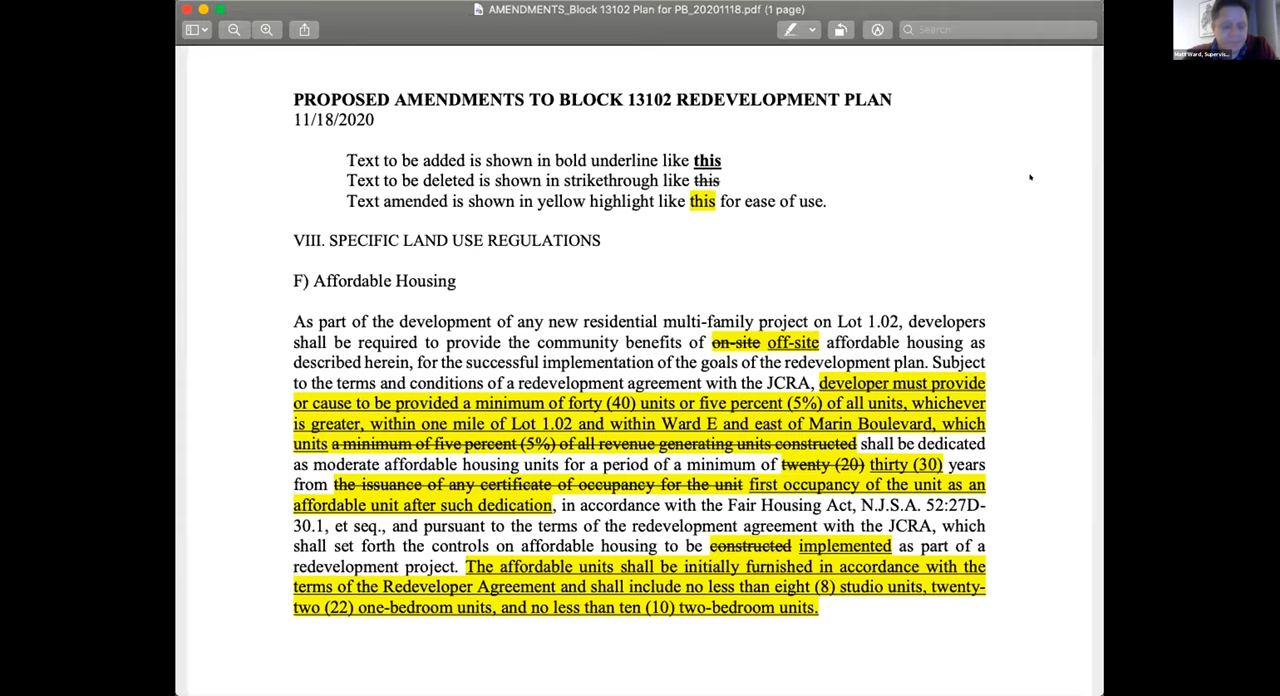 AMENDMENTS_Block 13102 Plan for PB_20201118.pdf (1 page)
Search
Matt Ward, Supervis...
PROPOSED AMENDMENTS TO BLOCK 13102 REDEVELOPMENT PLAN
11/18/2020
Text to be added is shown in bold underline like this
Text to be deleted is shown in strikethrough like this
Text amended is shown in yellow highlight like this for ease of use.
VIII. SPECIFIC LAND USE REGULATIONS
F) Affordable Housing
As part of the development of any new residential multi-family project on Lot 1.02, developers
shall be required to provide the community benefits of on-site off-site affordable housing as
described herein, for the successful implementation of the goals of the redevelopment plan. Subject
to the terms and conditions of a redevelopment agreement with the JCRA, developer must provide
or cause to be provided a minimum of forty (40) units or five percent (5%) of all units, whichever
is greater, within one mile of Lot 1.02 and within Ward E and east of Marin Boulevard, which
units a minimum of five percent (5%) of all revenue generating units constructed shall be dedicated
as moderate affordable housing units for a period of a minimum of twenty (20) thirty (30) years
from the issuance of any certificate of occupancy for the unit first occupancy of the unit as an
affordable unit after such dedication, in accordance with the Fair Housing Act, N.J.S.A. 52:27D-
30.1, et seq., and pursuant to the terms of the redevelopment agreement with the JCRA, which
shall set forth the controls on affordable housing to be constructed implemented as part of a
redevelopment project. The affordable units shall be initially furnished in accordance with the
terms of the Redeveloper Agreement and shall include no less than eight (8) studio units, twenty-
two (22) one-bedroom units, and no less than ten (10) two-bedroom units.